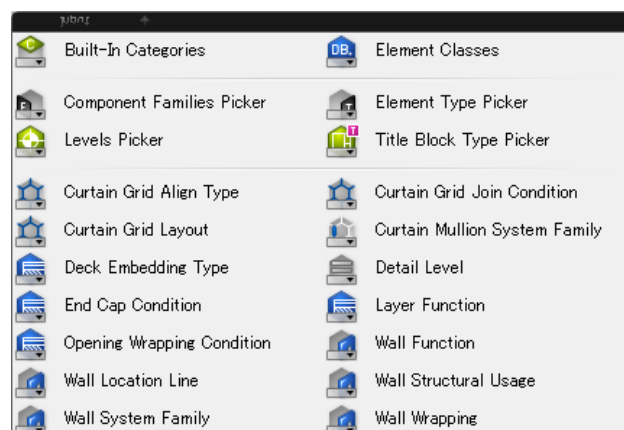 Input
Built-In Categories
Element Classes
DB.
Component Families Picker
Element Type Picker
Levels Picker
Title Block Type Picker
T
Curtain Grid Align Type
Curtain Grid Join Condition
Curtain Grid Layout
Curtain Mullion System Family
Deck Embedding Type
Detail Level
End Cap Condition
Layer Function
Opening Wrapping Condition
Wall Function
Wall Location Line
Wall Structural Usage
Wall System Family
Wall Wrapping